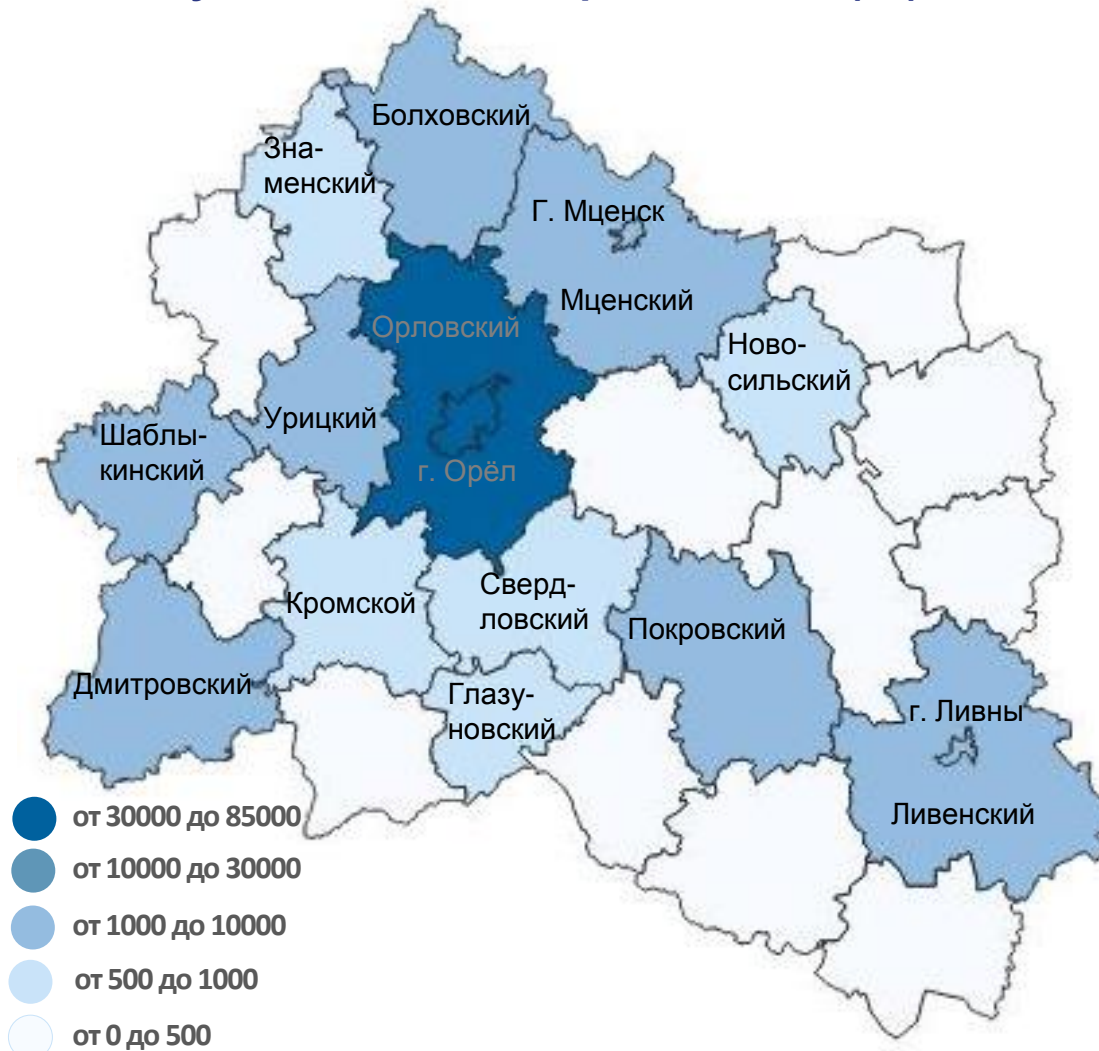 Болховский
Зна-
менский
Г. Мценск
Мценский
Орловский
Ново-
сильский
Урицкий
Шаблы-
кинский
г. Орёл
Сверд-
ловский
Кромской
Покровский
Дмитровский
Глазу-
новский
г. Ливны
Ливенский
от 30000 до 85000
от 10000 до 30000
от 1000 до 10000
от 500 до 1000
от 0 до 500